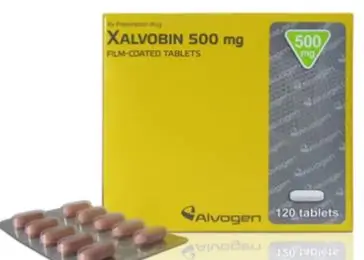 Rx Prescription drug
XALVOBIN 500 mg
FILM-COATED TABLETS
500
mg
Alvogen
120 tablets